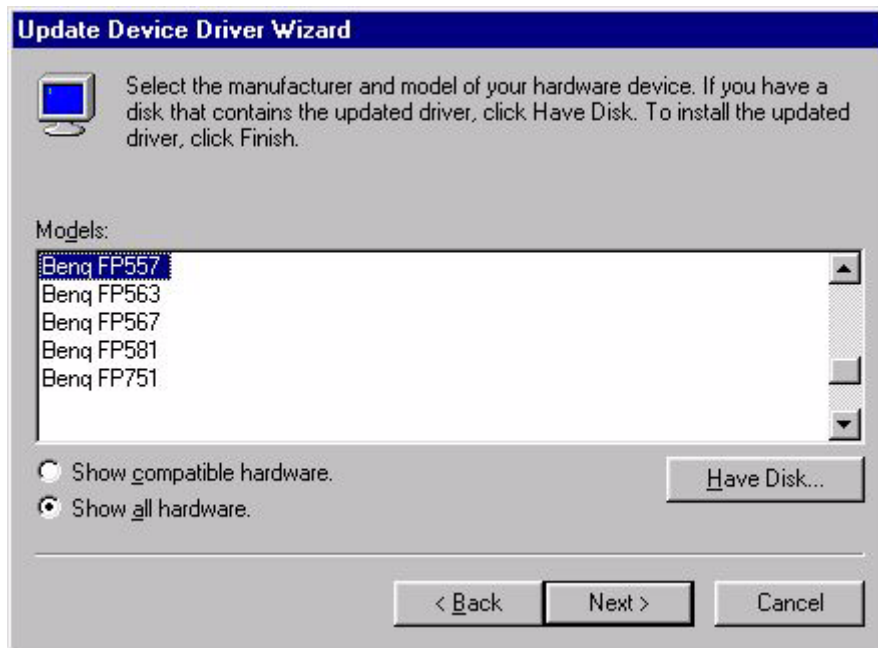 Update Device Driver Wizard
Select the manufacturer and model of your hardware device. If you have a
disk that contains the updated driver, click Have Disk. To install the updated
driver, click Finish.
Models:
Benq FP557
Benq FP563
Benq FP567
Benq FP581
Benq FP751
Show compatible hardware.
Show all hardware.
Have Disk...
< Back
Next >
Cancel